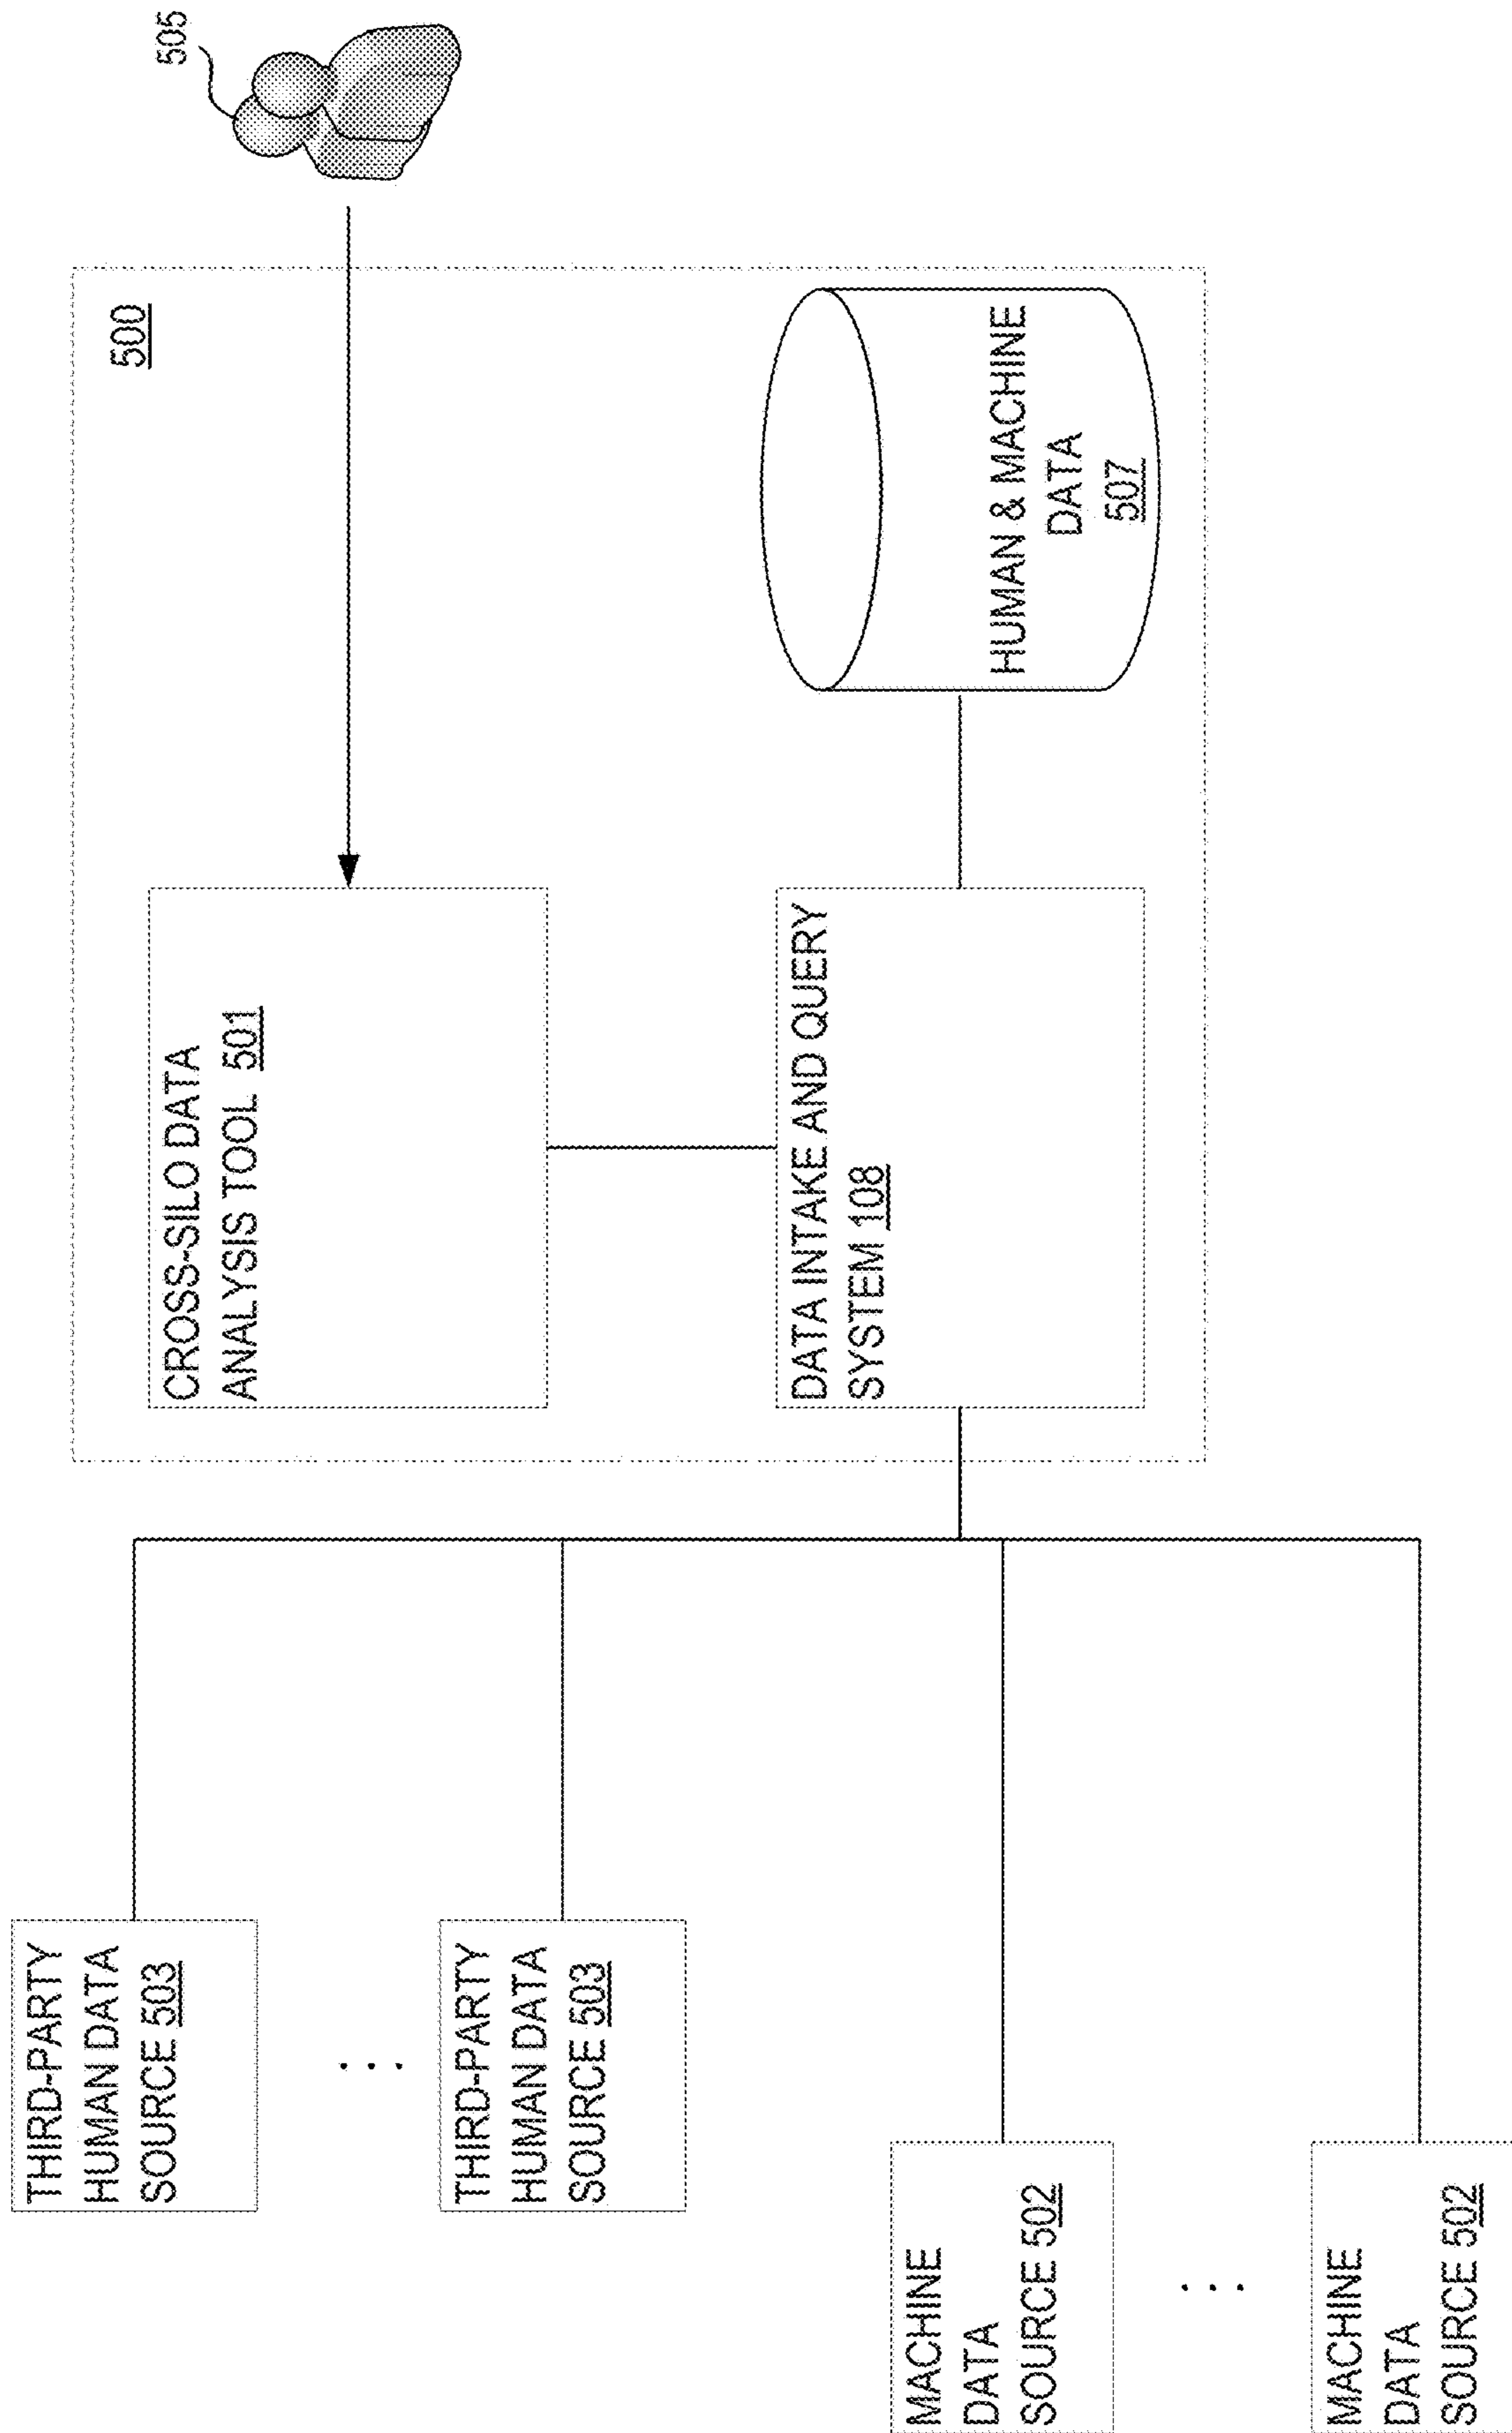 THIRD-PARTY
HUMAN DATA
SOURCE 503
. . .
THIRD-PARTY
HUMAN DATA
SOURCE 503
MACHINE
DATA
SOURCE 502
. . .
MACHINE
DATA
SOURCE 502
500
CROSS-SILO DATA
ANALYSIS TOOL 501
DATA INTAKE AND QUERY
SYSTEM 108
HUMAN & MACHINE
DATA
507
505